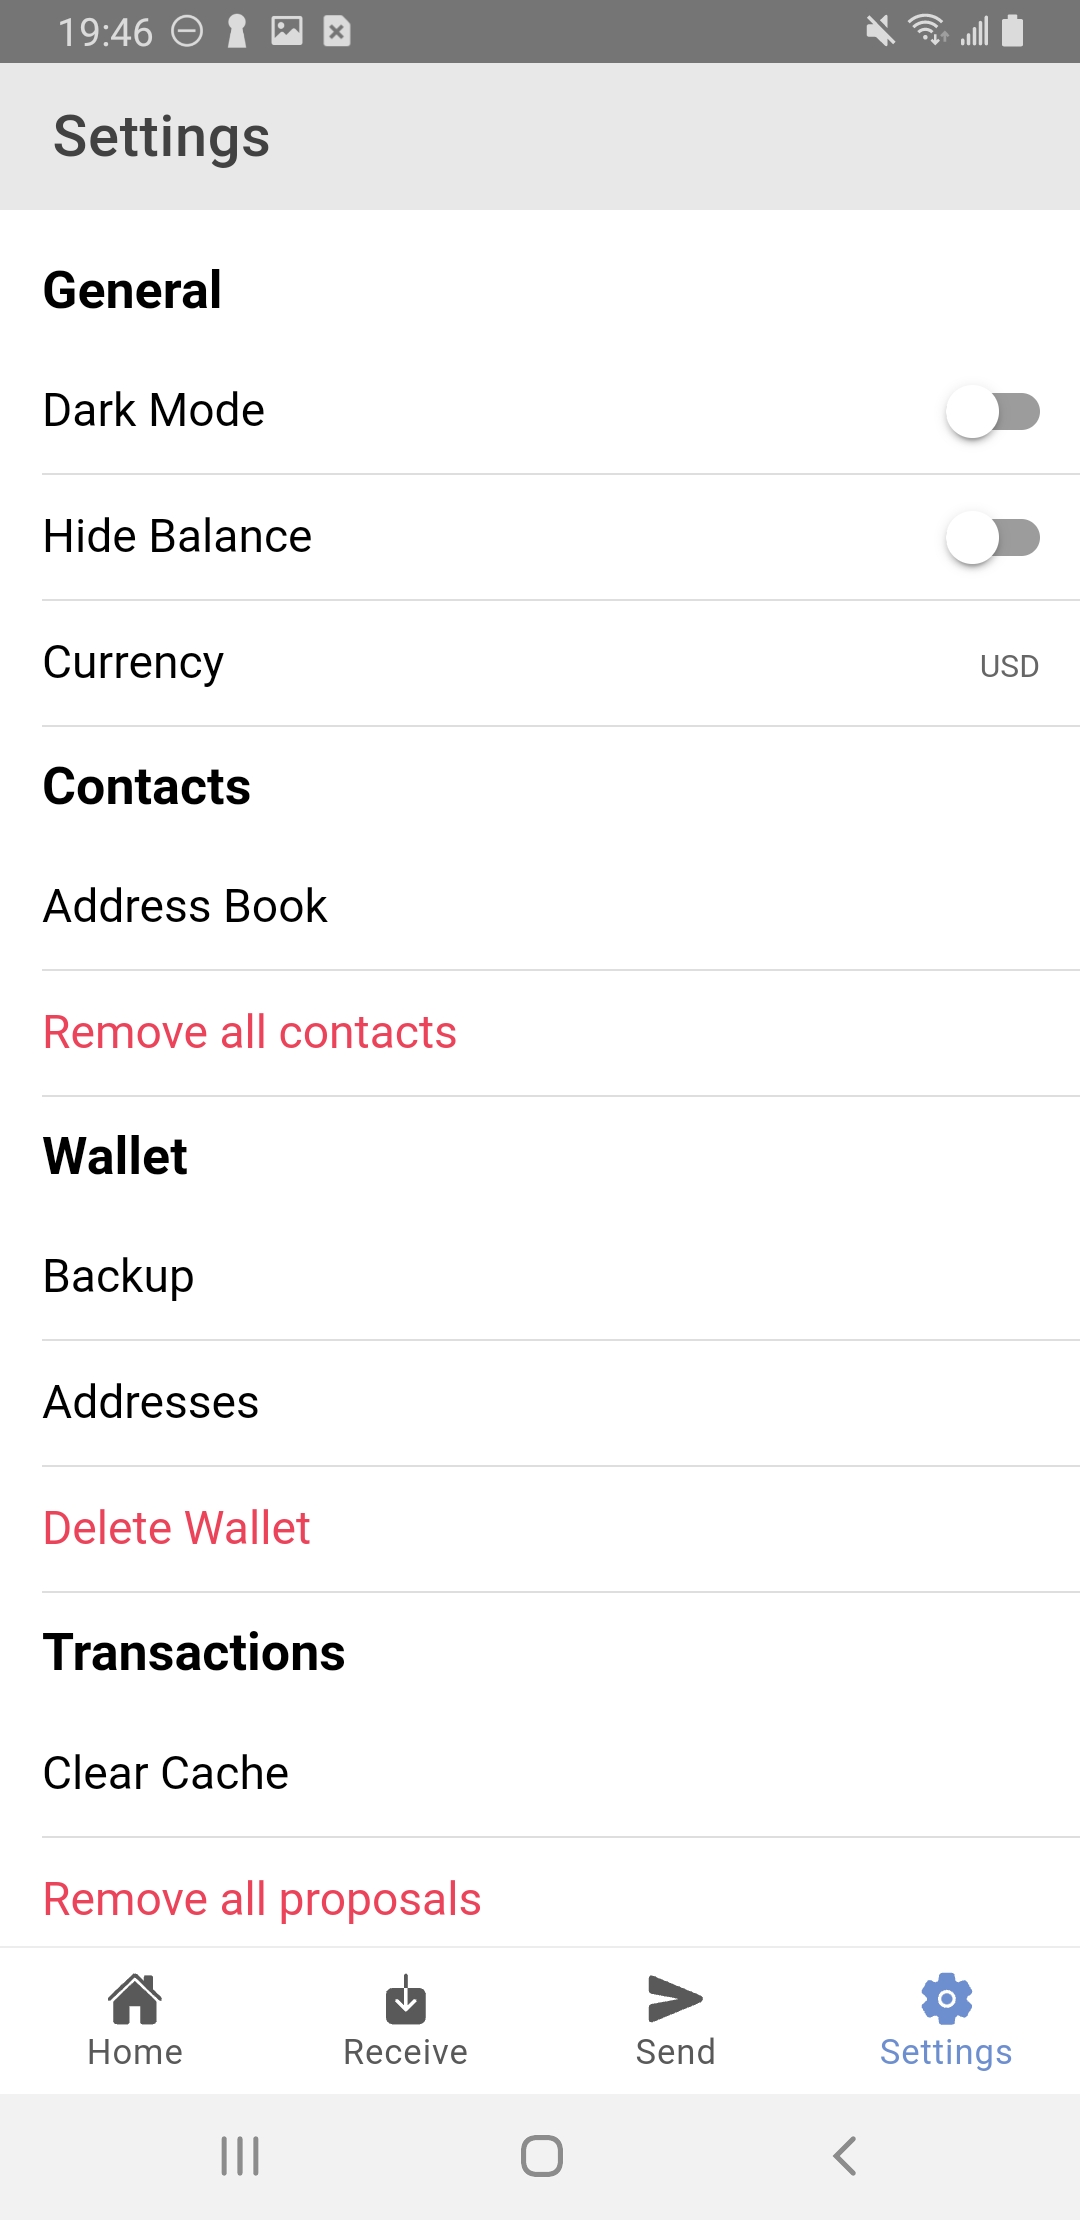 19:46
Settings
General
Dark Mode
Hide Balance
Currency USD
Contacts
Address Book
Remove all contacts
Wallet
Backup
Addresses
Delete Wallet
Transactions
Clear Cache
Remove all proposals
Home Receive Send Settings